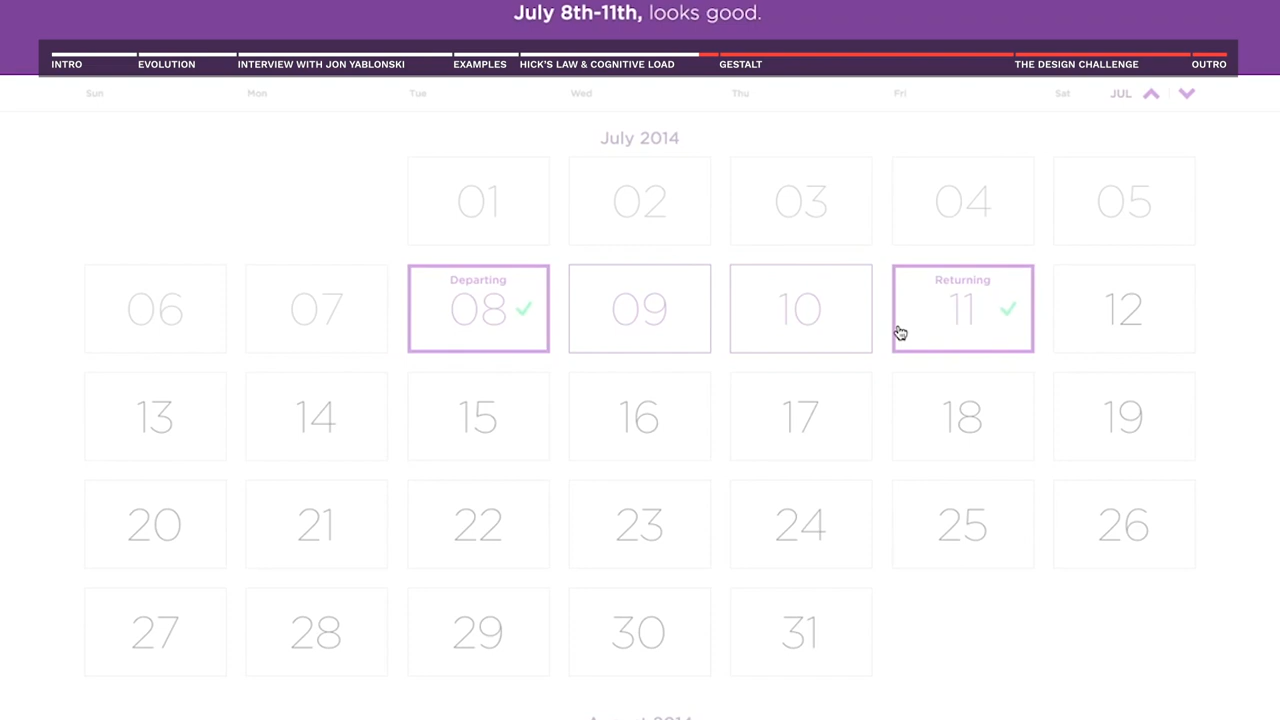 July 8th-11th, looks good.
INTRO EVOLUTION INTERVIEW WITH JON YABLONSKI EXAMPLES HICK'S LAW & COGNITIVE LOAD GESTALT THE DESIGN CHALLENGE OUTRO
Sun Mon Tue Wed Thu Fri Sat JUL
July 2014
01 02 03 04 05
Departing Returning
06 07 08 09 10 11 12
13 14 15 16 17 18 19
20 21 22 23 24 25 26
27 28 29 30 31
August 2014